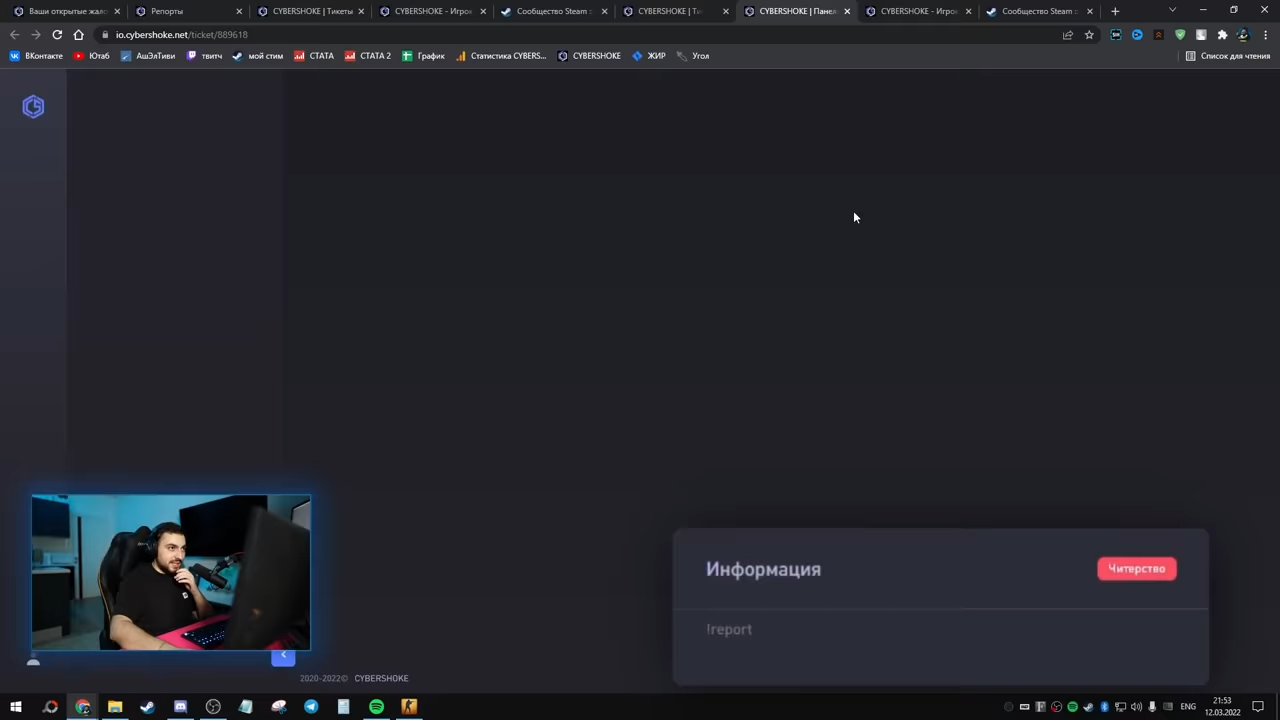 Ваши открытые жало
Репорты
CYBERSHOKE | Тикеты
CYBERSHOKE - Игрок
Сообщество Steam :
CYBERSHOKE | Ти
CYBERSHOKE | Панел
CYBERSHOKE - Игрок
Сообщество Steam :
io.cybershoke.net/ticket/889618
ВКонтакте
Ютаб
АшЭлТиви
твитч
мой стим
СТАТА
СТАТА 2
График
Статистика CYBERS...
CYBERSHOKE
ЖИР
Угол
Список для чтения
Информация
Читерство
!report
2020-2022© CYBERSHOKE
ENG
21:53
12.03.2022